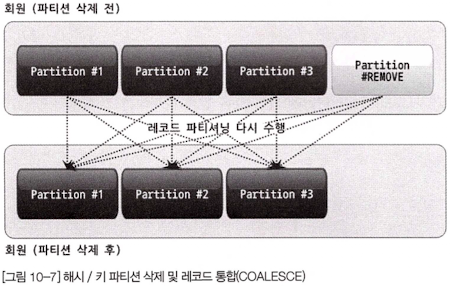 회원 (파티션 삭제 전)
Partition #1
Partition #2
Partition #3
Partition
#REMOVE
레코드 파티셔닝 다시 수행
Partition #1
Partition #2
Partition #3
회원 (파티션 삭제 후)
[그림 10-7] 해시 / 키 파티션 삭제 및 레코드 통합(COALESCE)